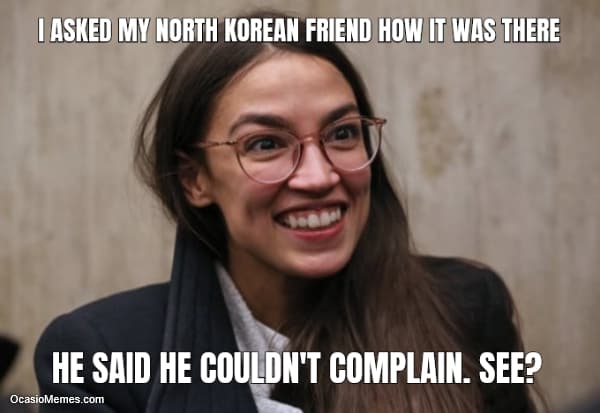 I ASKED MY NORTH KOREAN FRIEND HOW IT WAS THERE
HE SAID HE COULDN'T COMPLAIN. SEE?
OcasioMemes.com